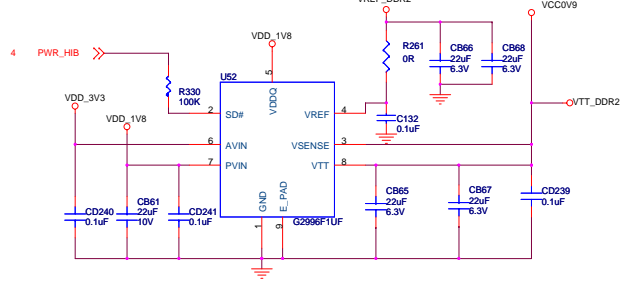 VREF_DDR2
VCC0V9
4 PWR_HIB
VDD_1V8
R261
0R
CB66
22uF
6.3V
CB68
22uF
6.3V
R330
100K
U52
5
VDDQ
VDD_3V3
VDD_1V8
VTT_DDR2
2 SD#
VREF 4
C132
0.1uF
6 AVIN
VSENSE 3
7 PVIN
VTT 8
GND
E_PAD
1
9
G2996F1UF
CD240
0.1uF
CB61
22uF
10V
CD241
0.1uF
CB65
22uF
6.3V
CB67
22uF
6.3V
CD239
0.1uF